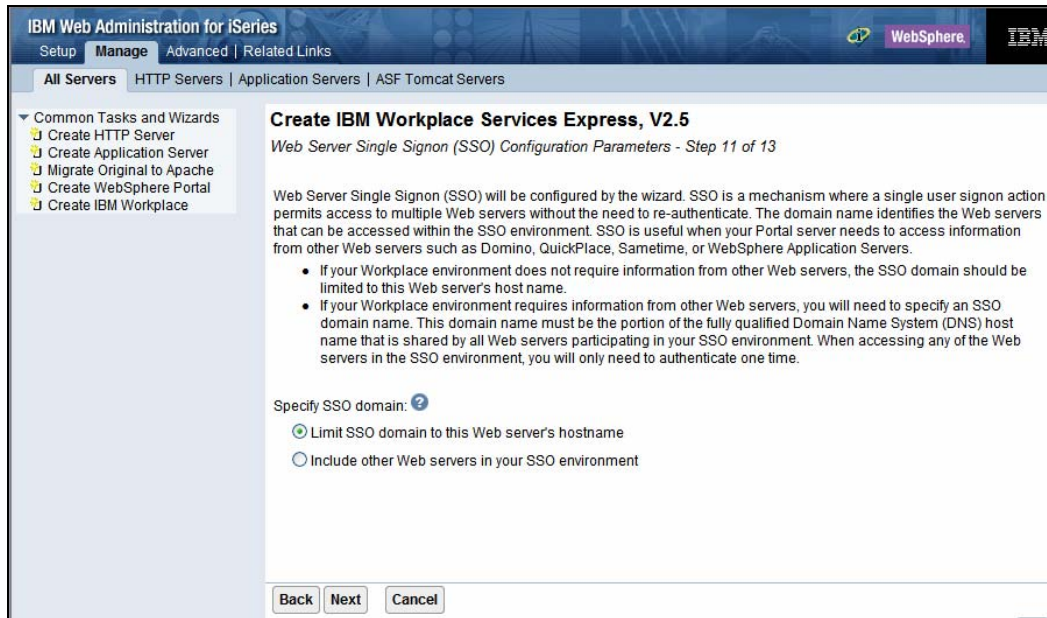 IBM Web Administration for iSeries
Setup Manage Advanced | Related Links
WebSphere. IBM
All Servers HTTP Servers | Application Servers | ASF Tomcat Servers
Common Tasks and Wizards
Create HTTP Server
Create Application Server
Migrate Original to Apache
Create WebSphere Portal
Create IBM Workplace
Create IBM Workplace Services Express, V2.5
Web Server Single Signon (SSO) Configuration Parameters - Step 11 of 13
Web Server Single Signon (SSO) will be configured by the wizard. SSO is a mechanism where a single user signon action
permits access to multiple Web servers without the need to re-authenticate. The domain name identifies the Web servers
that can be accessed within the SSO environment. SSO is useful when your Portal server needs to access information
from other Web servers such as Domino, QuickPlace, Sametime, or WebSphere Application Servers.
• If your Workplace environment does not require information from other Web servers, the SSO domain should be
limited to this Web server's host name.
• If your Workplace environment requires information from other Web servers, you will need to specify an SSO
domain name. This domain name must be the portion of the fully qualified Domain Name System (DNS) host
name that is shared by all Web servers participating in your SSO environment. When accessing any of the Web
servers in the SSO environment, you will only need to authenticate one time.
Specify SSO domain: ?
Limit SSO domain to this Web server's hostname
Include other Web servers in your SSO environment
Back Next Cancel